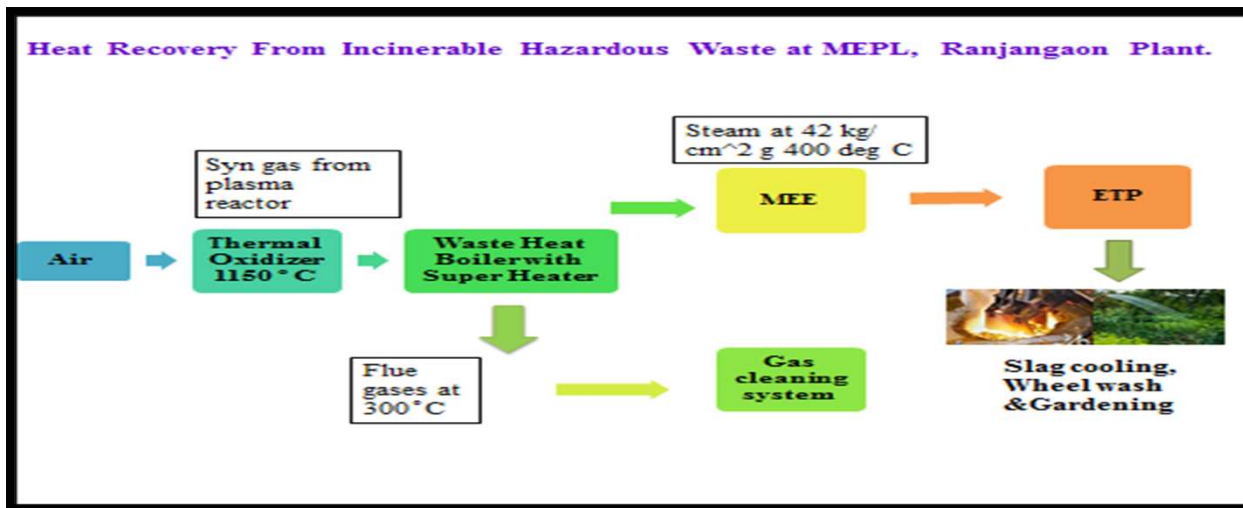 Heat Recovery From Incinerable Hazardous Waste at MEPL, Ranjangaon Plant.
Steam at 42 kg/
cm^2 g 400 deg C
Syn gas from
plasma
reactor
MEE
ETP
Air
Thermal
Oxidizer
1150°C
Waste Heat
Boiler with
Super Heater
Flue
gases at
300°C
Gas
cleaning
system
Slag cooling,
Wheel wash
&Gardening